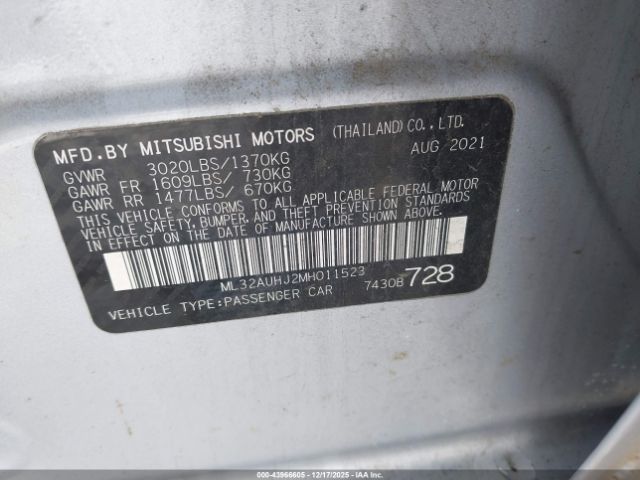 MFD.BY MITSUBISHI MOTORS (THAILAND)CO.,LTD.
GVWR 3020LBS/1370KG AUG 2021
GAWR FR 1609LBS/ 730KG
GAWR RR 1477LBS/ 670KG
THIS VEHICLE CONFORMS TO ALL APPLICABLE FEDERAL MOTOR
VEHICLE SAFETY, BUMPER, AND THEFT PREVENTION STANDARDS
IN EFFECT ON THE DATE OF MANUFACTURE SHOWN ABOVE.
ML32AUHJ2MH011523
VEHICLE TYPE:PASSENGER CAR 7430B 728
000-43966605 - 12/17/2025 - IAAI.COM